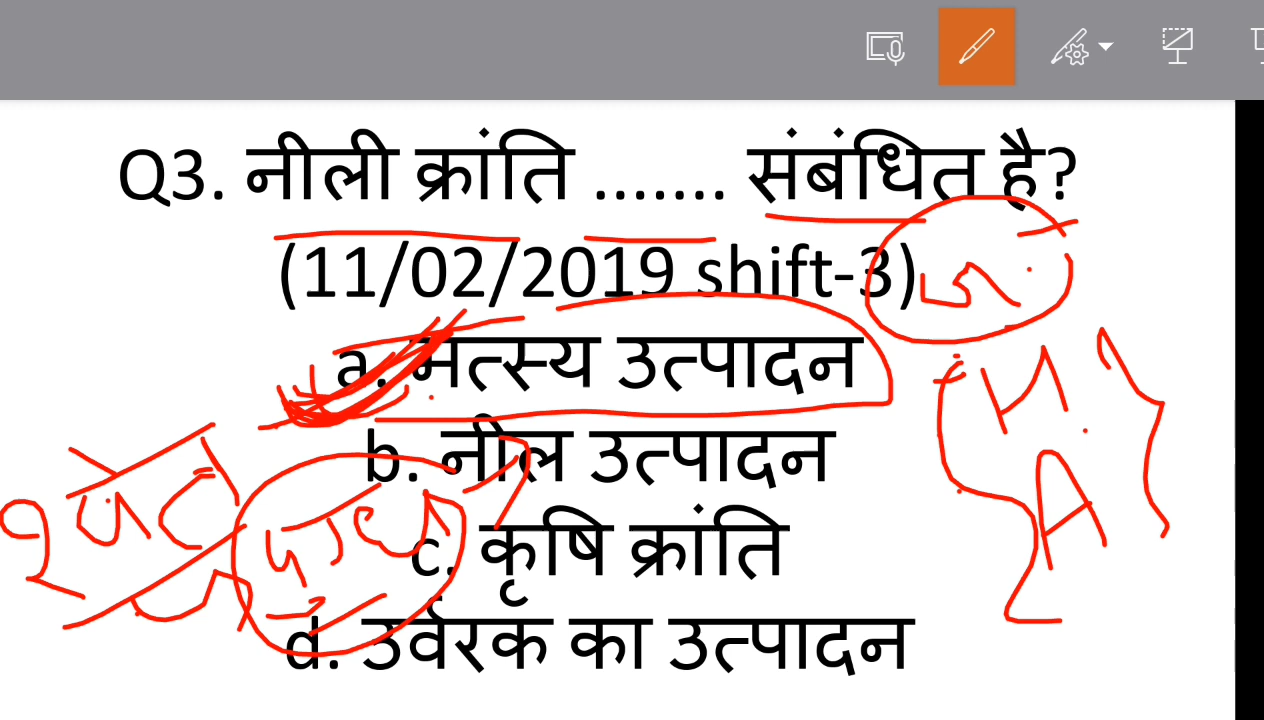 Q3. नीली क्रांति ....... संबंधित है?
(11/02/2019 shift-3)
a. मत्स्य उत्पादन
b. नील उत्पादन
c. कृषि क्रांति
d. उर्वरक का उत्पादन